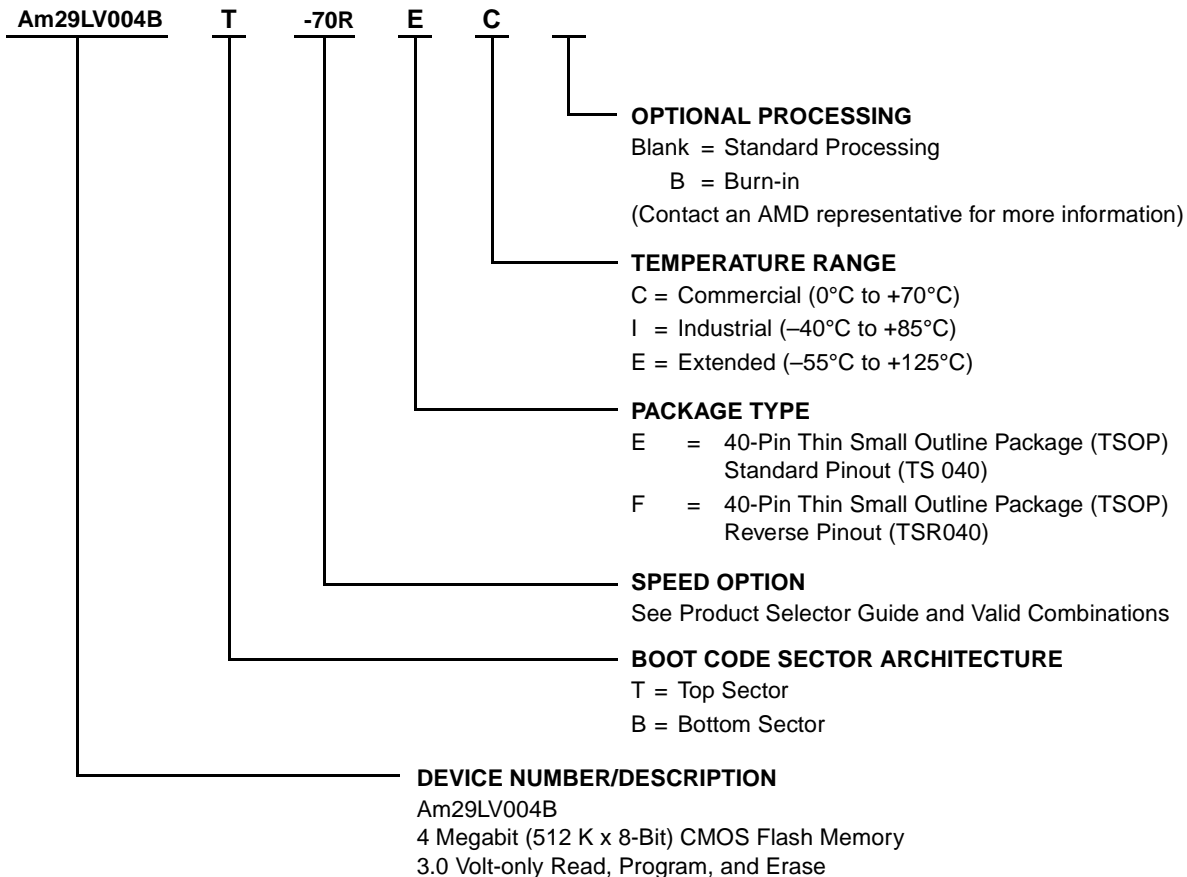 Am29LV004B T -70R E C
OPTIONAL PROCESSING
Blank = Standard Processing
B = Burn-in
(Contact an AMD representative for more information)
TEMPERATURE RANGE
C = Commercial (0°C to +70°C)
I = Industrial (–40°C to +85°C)
E = Extended (–55°C to +125°C)
PACKAGE TYPE
E = 40-Pin Thin Small Outline Package (TSOP)
Standard Pinout (TS 040)
F = 40-Pin Thin Small Outline Package (TSOP)
Reverse Pinout (TSR040)
SPEED OPTION
See Product Selector Guide and Valid Combinations
BOOT CODE SECTOR ARCHITECTURE
T = Top Sector
B = Bottom Sector
DEVICE NUMBER/DESCRIPTION
Am29LV004B
4 Megabit (512 K x 8-Bit) CMOS Flash Memory
3.0 Volt-only Read, Program, and Erase